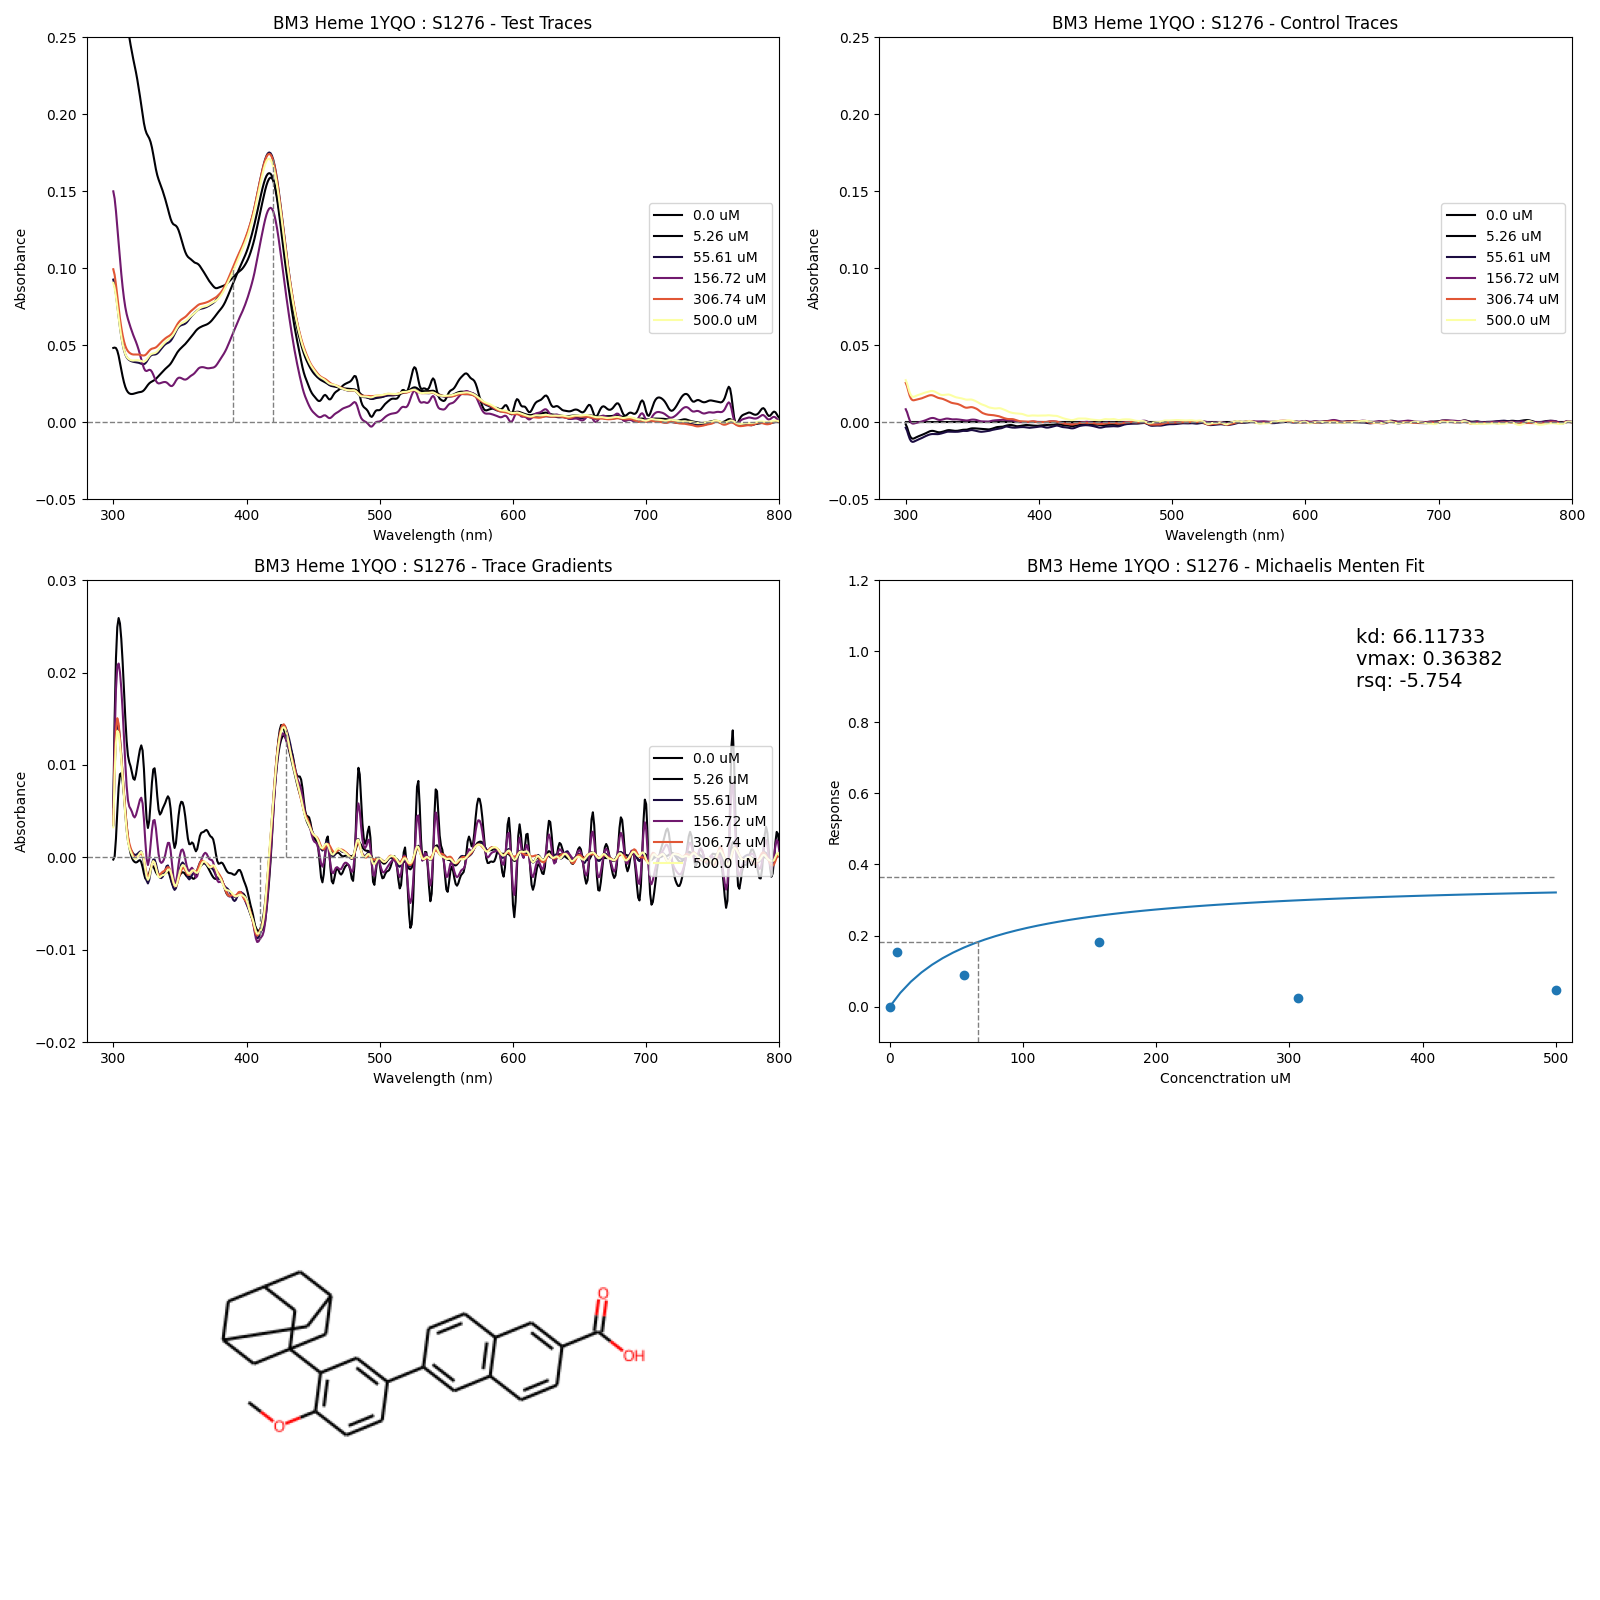 BM3 Heme 1YQO : S1276 - Test Traces
0.25
0.20
0.15
0.10
0.05
0.00
−0.05
Absorbance
300 400 500 600 700 800
Wavelength (nm)
0.0 uM
5.26 uM
55.61 uM
156.72 uM
306.74 uM
500.0 uM
BM3 Heme 1YQO : S1276 - Control Traces
0.25
0.20
0.15
0.10
0.05
0.00
−0.05
Absorbance
300 400 500 600 700 800
Wavelength (nm)
0.0 uM
5.26 uM
55.61 uM
156.72 uM
306.74 uM
500.0 uM
BM3 Heme 1YQO : S1276 - Trace Gradients
0.03
0.02
0.01
0.00
−0.01
−0.02
Absorbance
300 400 500 600 700 800
Wavelength (nm)
0.0 uM
5.26 uM
55.61 uM
156.72 uM
306.74 uM
500.0 uM
BM3 Heme 1YQO : S1276 - Michaelis Menten Fit
1.2
1.0
0.8
0.6
0.4
0.2
0.0
Response
0 100 200 300 400 500
Concenctration uM
kd: 66.11733
vmax: 0.36382
rsq: -5.754
O
OH
O